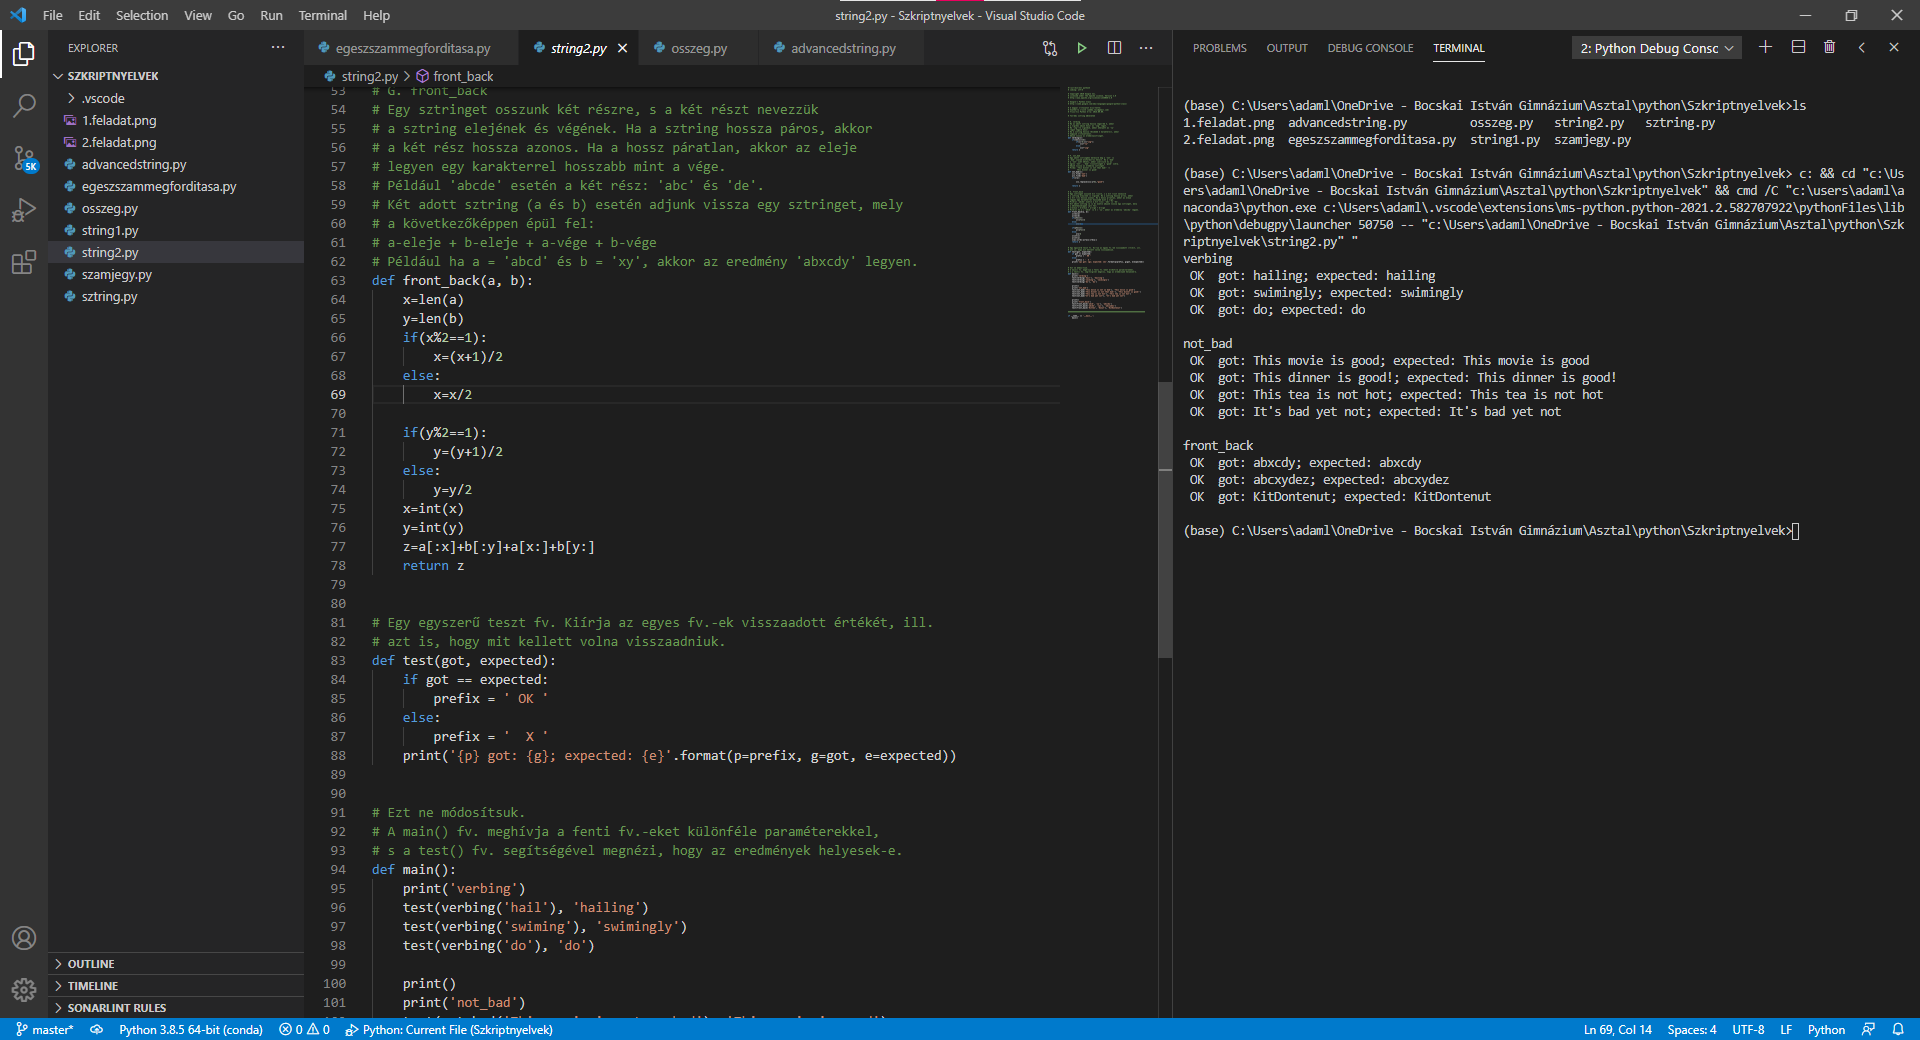 File Edit Selection View Go Run Terminal Help
string2.py - Szkriptnyelvek - Visual Studio Code
EXPLORER
SZKRIPTNYELVEK
.vscode
1.feladat.png
2.feladat.png
advancedstring.py
egeszszammegforditasa.py
osszeg.py
string1.py
string2.py
szamjegy.py
sztring.py
5K
OUTLINE
TIMELINE
SONARLINT RULES
egeszszammegforditasa.py string2.py osszeg.py advancedstring.py
string2.py > front_back
53 # G. front_back
54 # Egy sztringet osszunk két részre, s a két részt nevezzük
55 # a sztring elejének és végének. Ha a sztring hossza páros, akkor
56 # a két rész hossza azonos. Ha a hossz páratlan, akkor az eleje
57 # legyen egy karakterrel hosszabb mint a vége.
58 # Például 'abcde' esetén a két rész: 'abc' és 'de'.
59 # Két adott sztring (a és b) esetén adjunk vissza egy sztringet, mely
60 # a következőképpen épül fel:
61 # a-eleje + b-eleje + a-vége + b-vége
62 # Például ha a = 'abcd' és b = 'xy', akkor az eredmény 'abxcdy' legyen.
63 def front_back(a, b):
64 x=len(a)
65 y=len(b)
66 if(x%2==1):
67 x=(x+1)/2
68 else:
69 x=x/2
70
71 if(y%2==1):
72 y=(y+1)/2
73 else:
74 y=y/2
75 x=int(x)
76 y=int(y)
77 z=a[:x]+b[:y]+a[x:]+b[y:]
78 return z
79
80
81 # Egy egyszerű teszt fv. Kiírja az egyes fv.-ek visszaadott értékét, ill.
82 # azt is, hogy mit kellett volna visszaadniuk.
83 def test(got, expected):
84 if got == expected:
85 prefix = ' OK '
86 else:
87 prefix = '  X '
88 print('{p} got: {g}; expected: {e}'.format(p=prefix, g=got, e=expected))
89
90
91 # Ezt ne módosítsuk.
92 # A main() fv. meghívja a fenti fv.-eket különféle paraméterekkel,
93 # s a test() fv. segítségével megnézi, hogy az eredmények helyesek-e.
94 def main():
95 print('verbing')
96 test(verbing('hail'), 'hailing')
97 test(verbing('swiming'), 'swimingly')
98 test(verbing('do'), 'do')
99
100 print()
101 print('not_bad')
PROBLEMS OUTPUT DEBUG CONSOLE TERMINAL
2: Python Debug Consc
(base) C:\Users\adaml\OneDrive - Bocskai István Gimnázium\Asztal\python\Szkriptnyelvek>ls
1.feladat.png advancedstring.py osszeg.py string2.py sztring.py
2.feladat.png egeszszammegforditasa.py string1.py szamjegy.py
(base) C:\Users\adaml\OneDrive - Bocskai István Gimnázium\Asztal\python\Szkriptnyelvek> c: && cd "c:\Us
ers\adaml\OneDrive - Bocskai István Gimnázium\Asztal\python\Szkriptnyelvek" && cmd /C "c:\users\adaml\a
naconda3\python.exe c:\Users\adaml\.vscode\extensions\ms-python.python-2021.2.582707922\pythonFiles\lib
\python\debugpy\launcher 50750 -- "c:\Users\adaml\OneDrive - Bocskai István Gimnázium\Asztal\python\Szk
riptnyelvek\string2.py" "
verbing
OK got: hailing; expected: hailing
OK got: swimingly; expected: swimingly
OK got: do; expected: do
not_bad
OK got: This movie is good; expected: This movie is good
OK got: This dinner is good!; expected: This dinner is good!
OK got: This tea is not hot; expected: This tea is not hot
OK got: It's bad yet not; expected: It's bad yet not
front_back
OK got: abxcdy; expected: abxcdy
OK got: abcxydez; expected: abcxydez
OK got: KitDontenut; expected: KitDontenut
(base) C:\Users\adaml\OneDrive - Bocskai István Gimnázium\Asztal\python\Szkriptnyelvek>
master* Python 3.8.5 64-bit (conda) 0 0 Python: Current File (Szkriptnyelvek) Ln 69, Col 14 Spaces: 4 UTF-8 LF Python